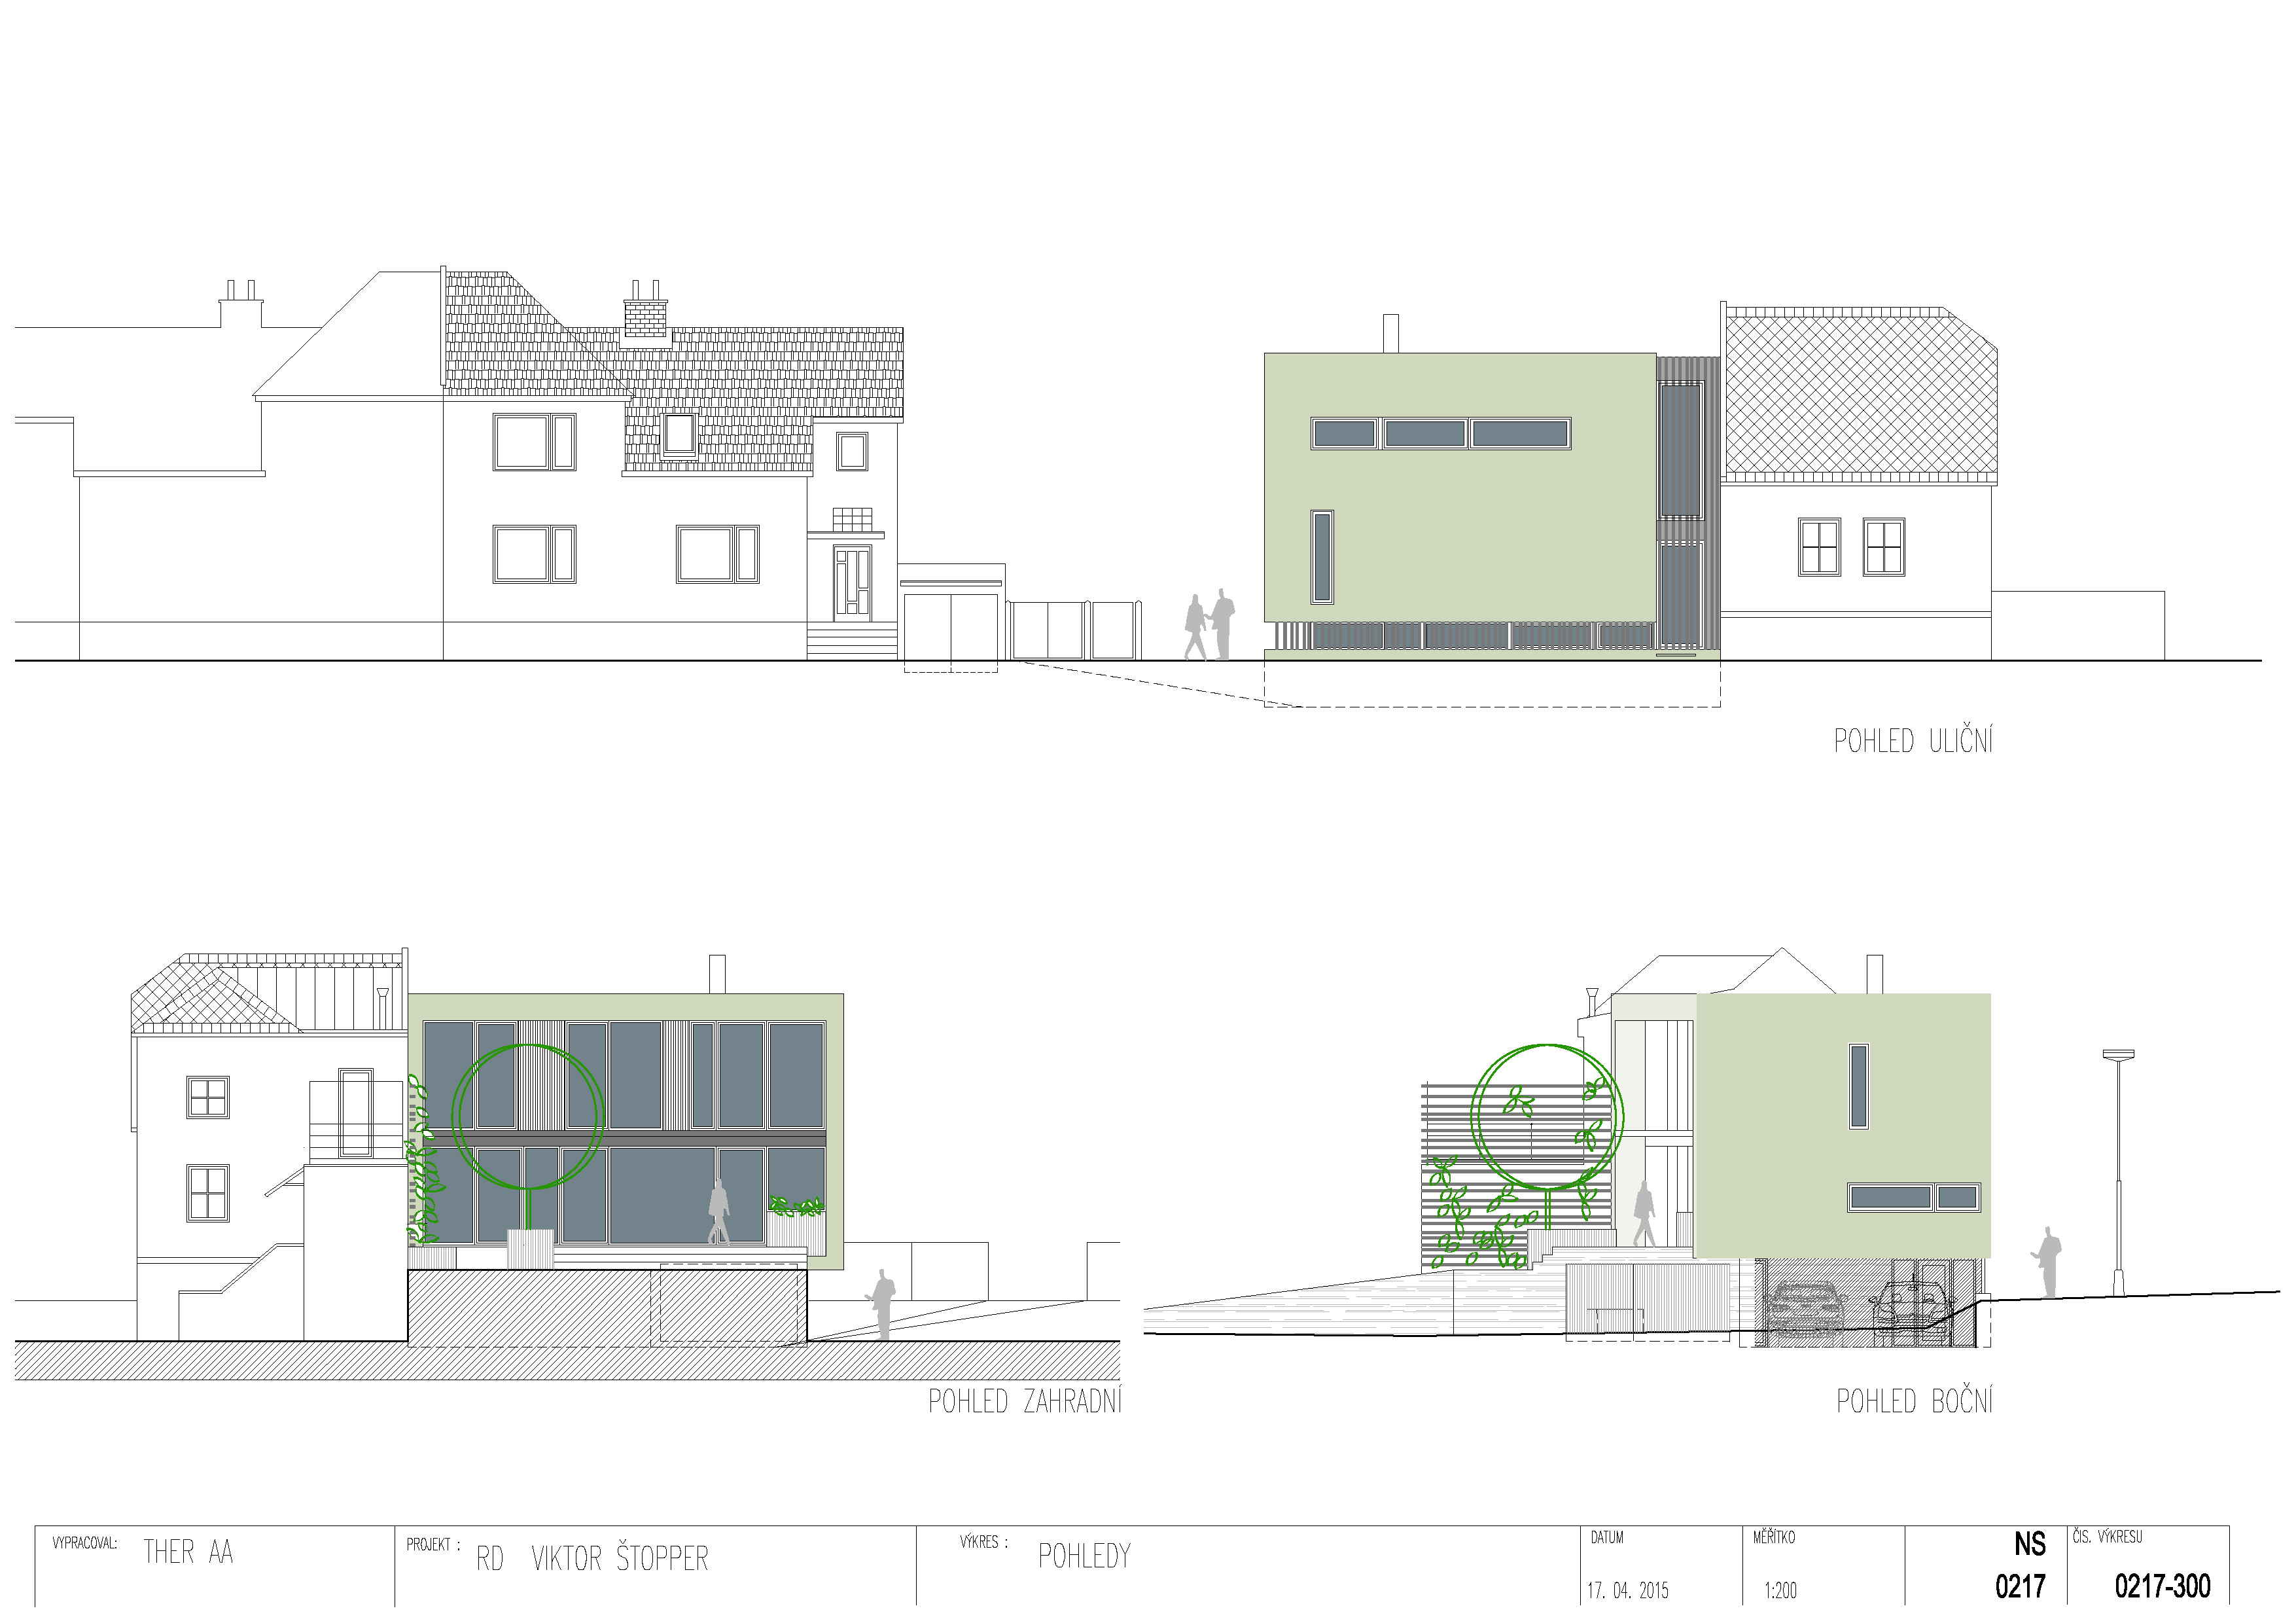 POHLED ULIČNÍ
POHLED ZAHRADNÍ
POHLED BOČNÍ
VYPRACOVAL: THER AA
PROJEKT : RD VIKTOR ŠTOPPER
VÝKRES : POHLEDY
DATUM
17. 04. 2015
MĚŘÍTKO
1:200
NS
0217
ČIS. VÝKRESU
0217-300